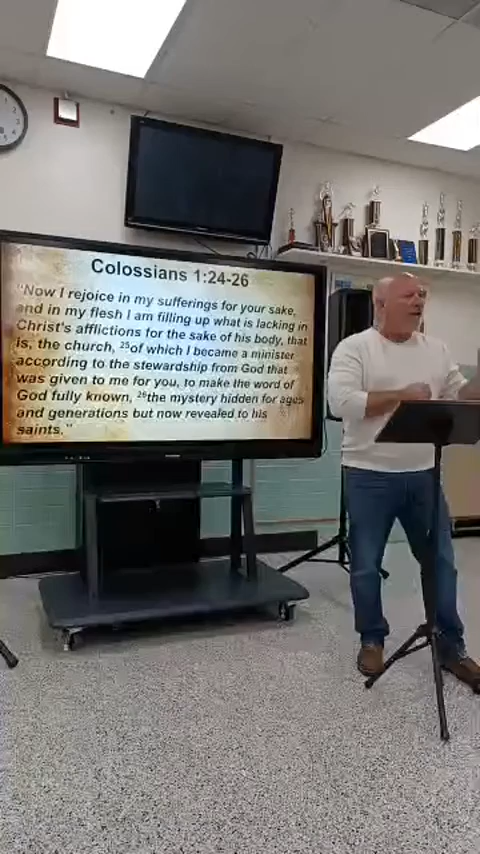 Colossians 1:24-26
"Now I rejoice in my sufferings for your sake,
and in my flesh I am filling up what is lacking in
Christ's afflictions for the sake of his body, that
is, the church, ²⁵of which I became a minister
according to the stewardship from God that
was given to me for you, to make the word of
God fully known, ²⁶the mystery hidden for ages
and generations but now revealed to his
saints."